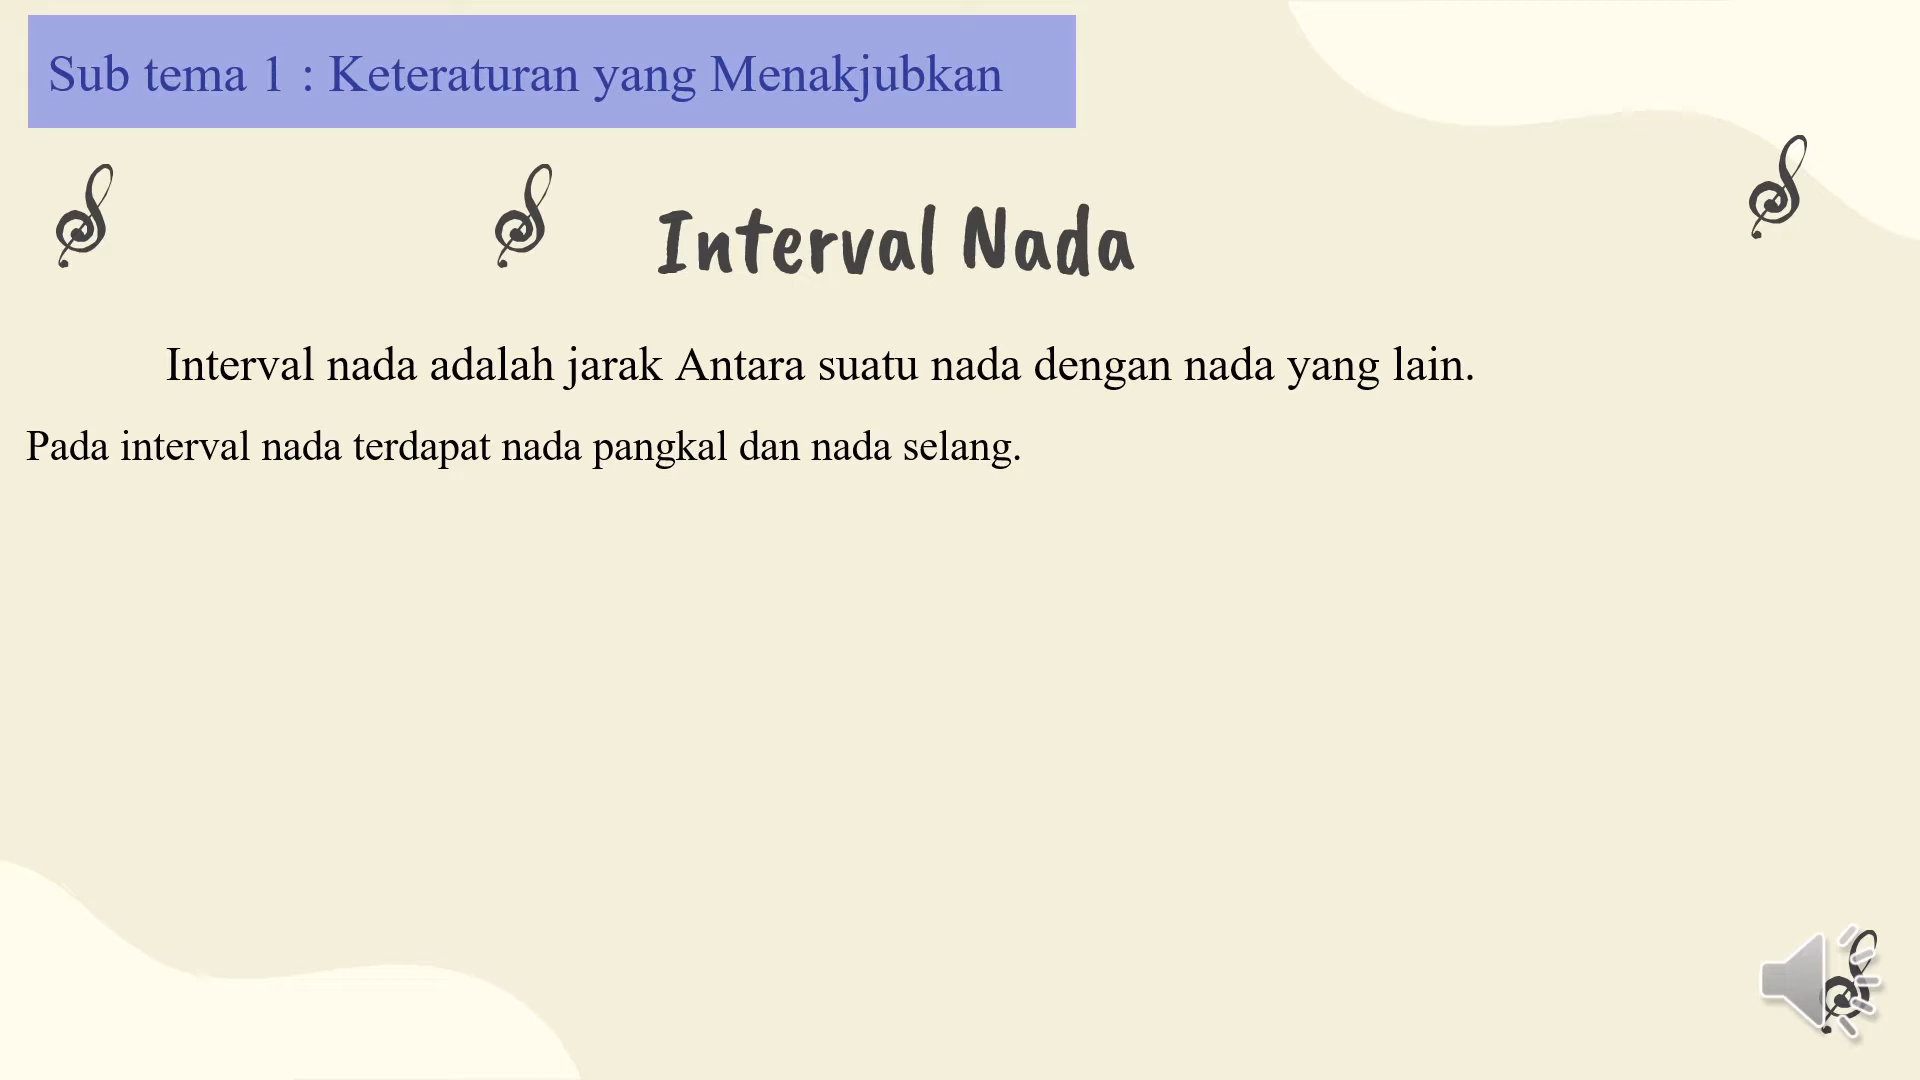 Sub tema 1 : Keteraturan yang Menakjubkan
Interval Nada
Interval nada adalah jarak Antara suatu nada dengan nada yang lain.
Pada interval nada terdapat nada pangkal dan nada selang.